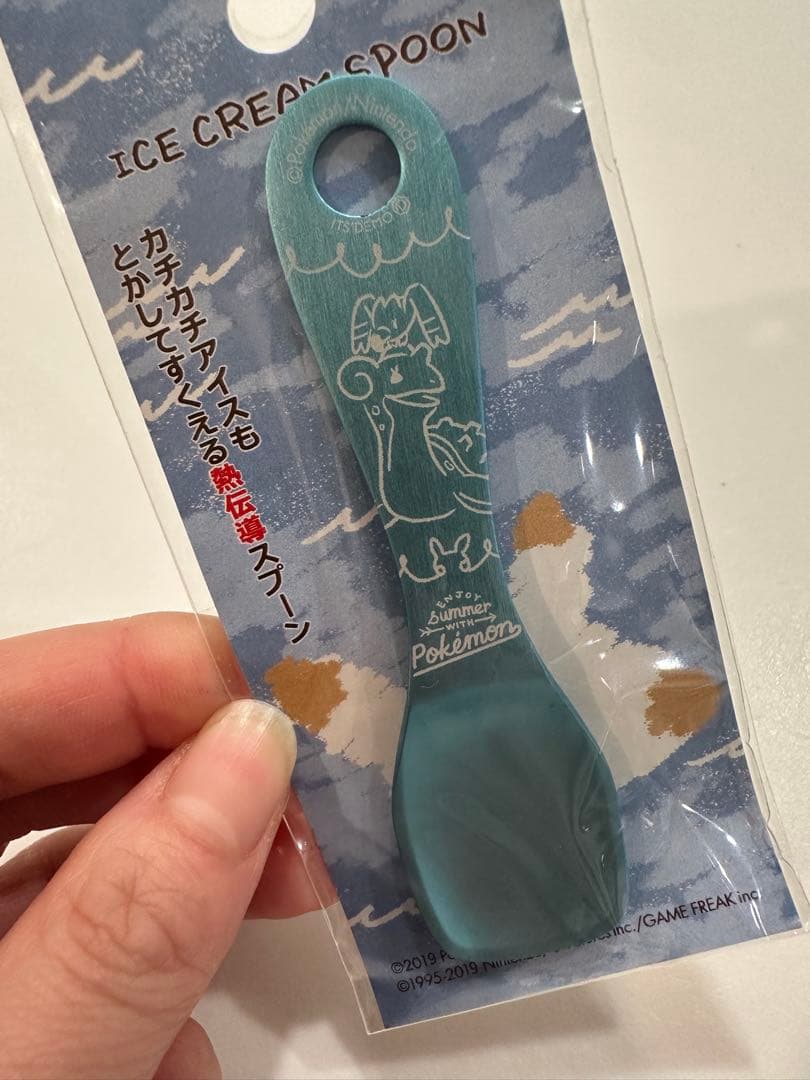 ICE CREAM SPOON
©Pokémon/Nintendo
ITS'DEMO
カチカチアイスも
とかしてすくえる熱伝導スプーン
ENJOY
Summer
WITH
Pokémon
©2019 inc./GAME FREAK inc.
©1995-2019 Nintendo